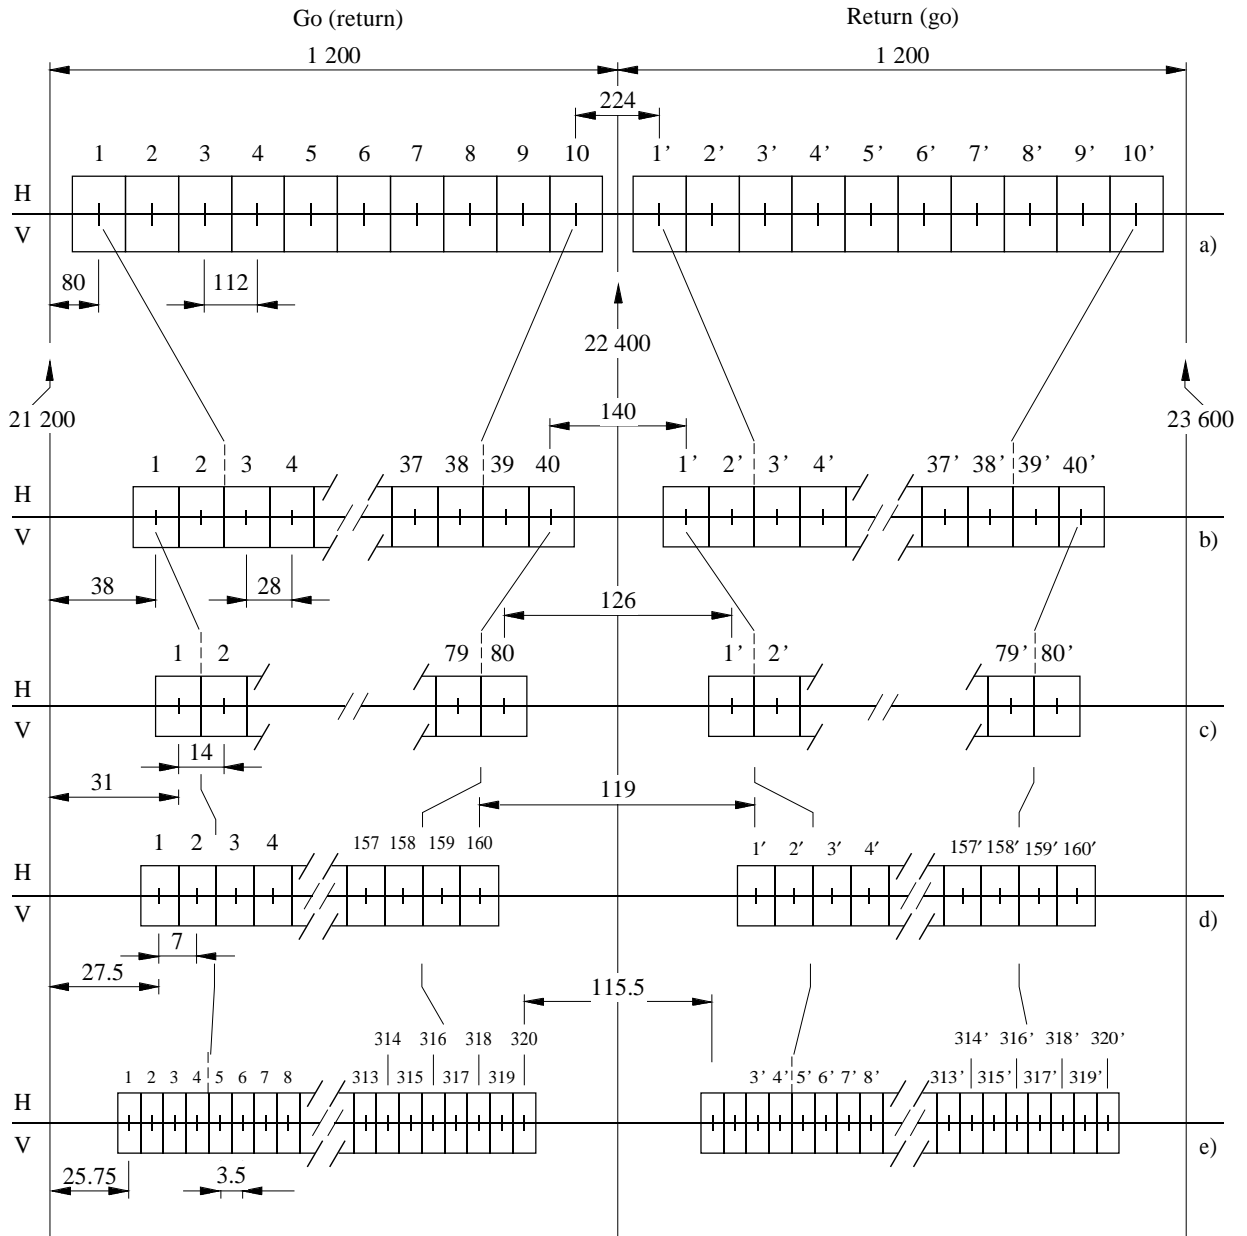 Go (return) Return (go)
1 200 1 200
224
1 2 3 4 5 6 7 8 9 10 1’ 2’ 3’ 4’ 5’ 6’ 7’ 8’ 9’ 10’
H
V a)
80 112
22 400
21 200 140 23 600
1 2 3 4 37 38 39 40 1’ 2’ 3’ 4’ 37’ 38’ 39’ 40’
H
V b)
38 28 126
1 2 79 80 1’ 2’ 79’ 80’
H
V c)
14
31 119
1 2 3 4 157 158 159 160 1′ 2′ 3′ 4′ 157′ 158′ 159′ 160′
H
V d)
7
27.5 115.5
314 316 318 320 314’ 316’ 318’ 320’
1 2 3 4 5 6 7 8 313 315 317 319 3’ 4’ 5’ 6’ 7’ 8’ 313’ 315’ 317’ 319’
H
V e)
25.75 3.5